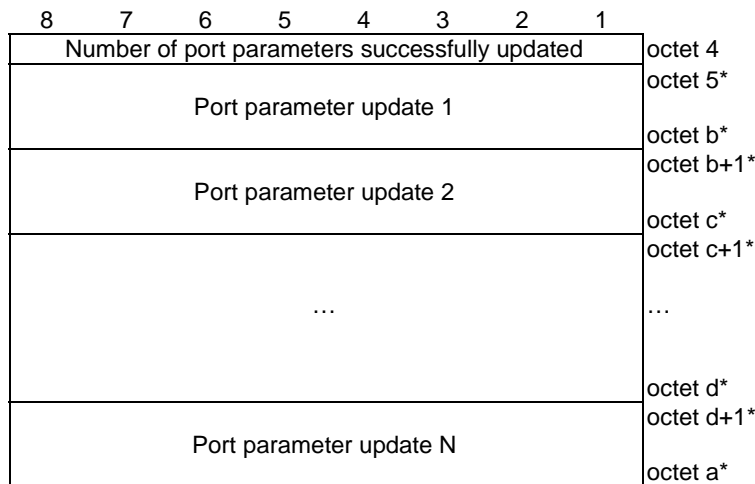 8 7 6 5 4 3 2 1
Number of port parameters successfully updated octet 4
octet 5*
Port parameter update 1
octet b*
octet b+1*
Port parameter update 2
octet c*
octet c+1*
… …
octet d*
octet d+1*
Port parameter update N
octet a*